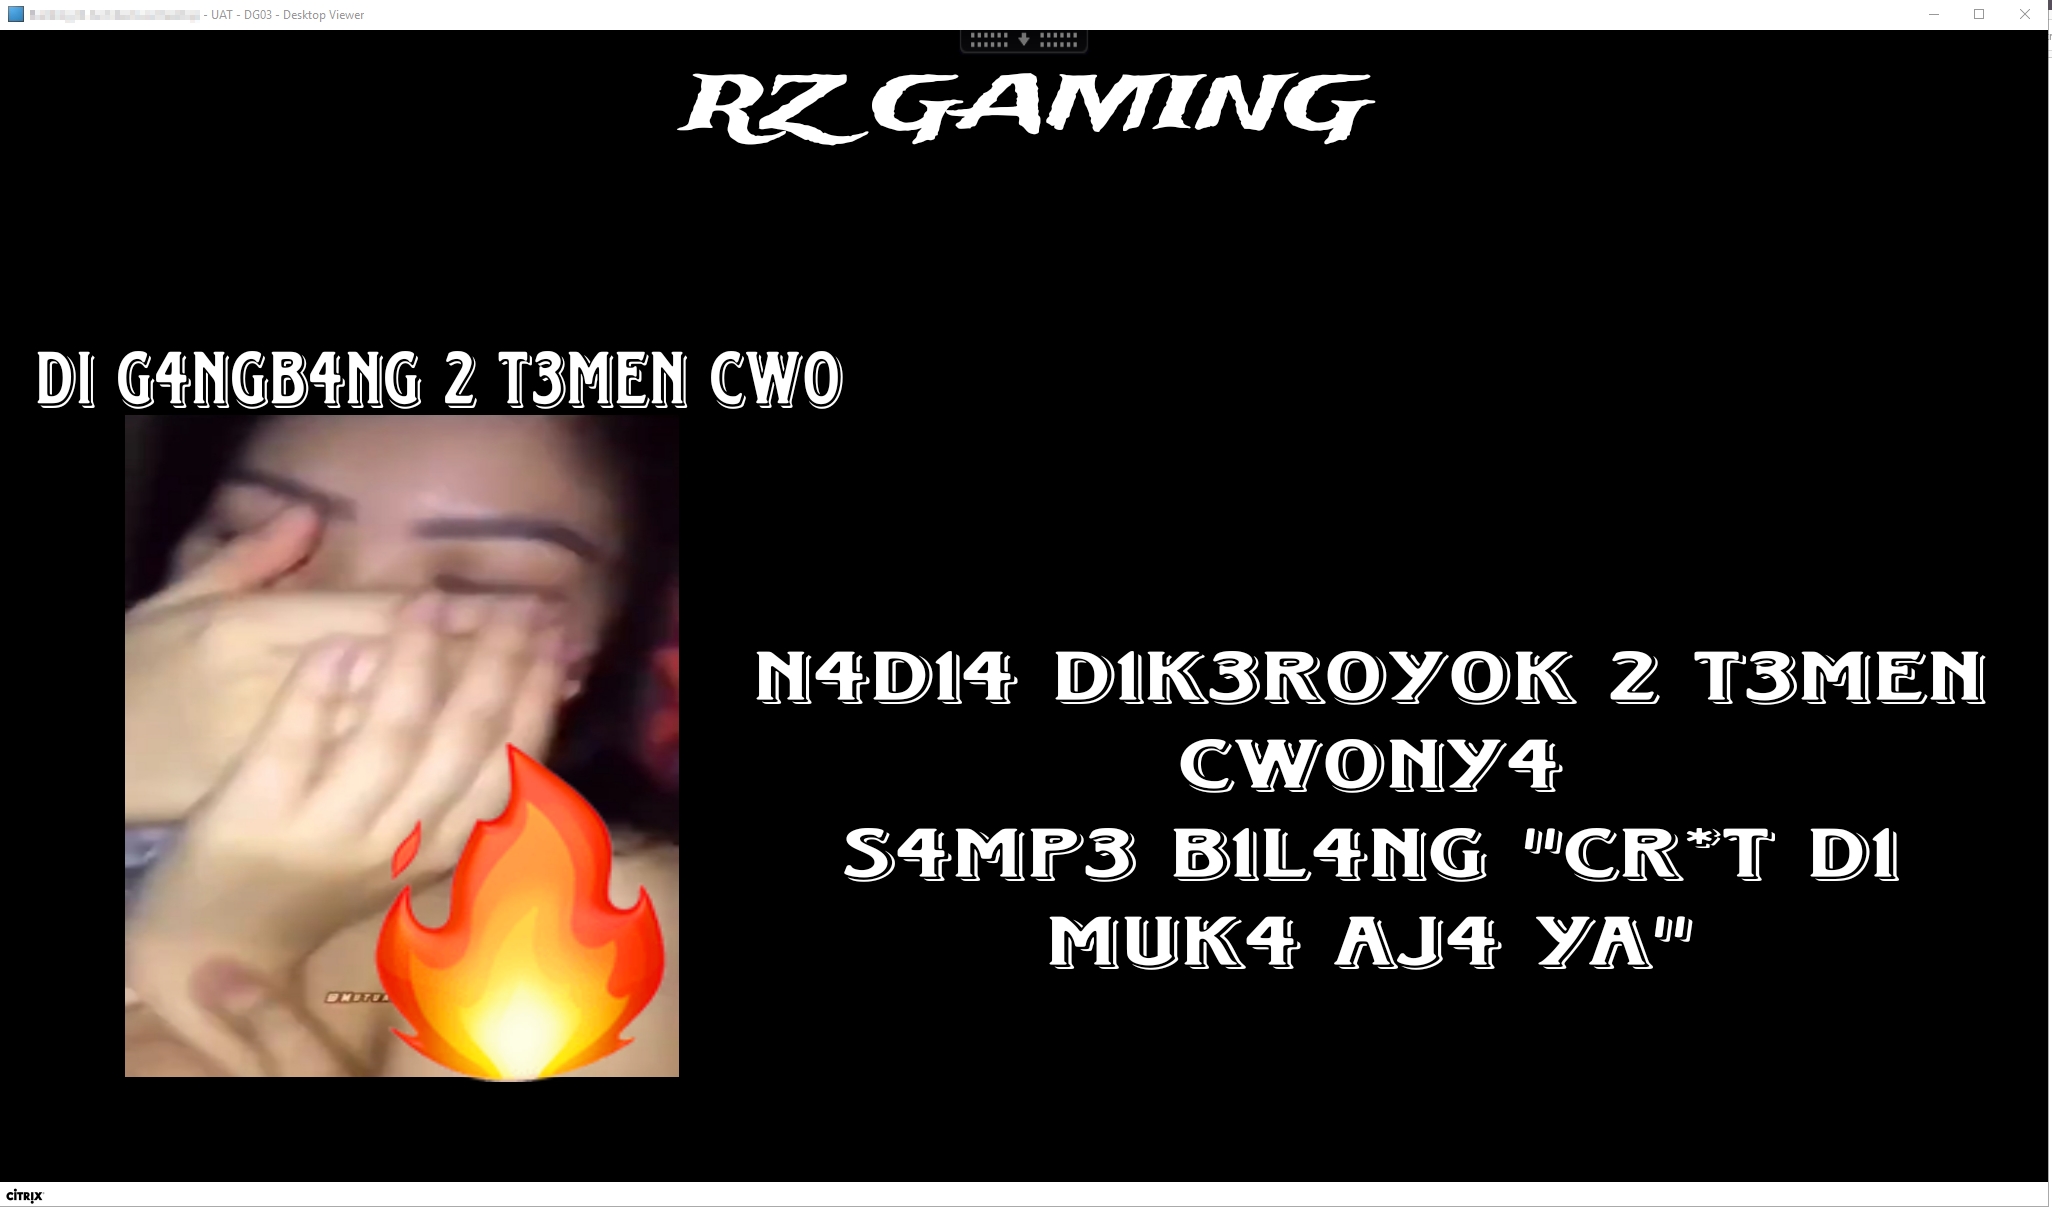 - UAT - DG03 - Desktop Viewer
RZ GAMING
DI G4NGB4NG 2 T3MEN CWO
N4D14 D1K3ROYOK 2 T3MEN
CWONY4
S4MP3 B1L4NG "CR*T D1
MUK4 AJ4 YA"
CITRIX